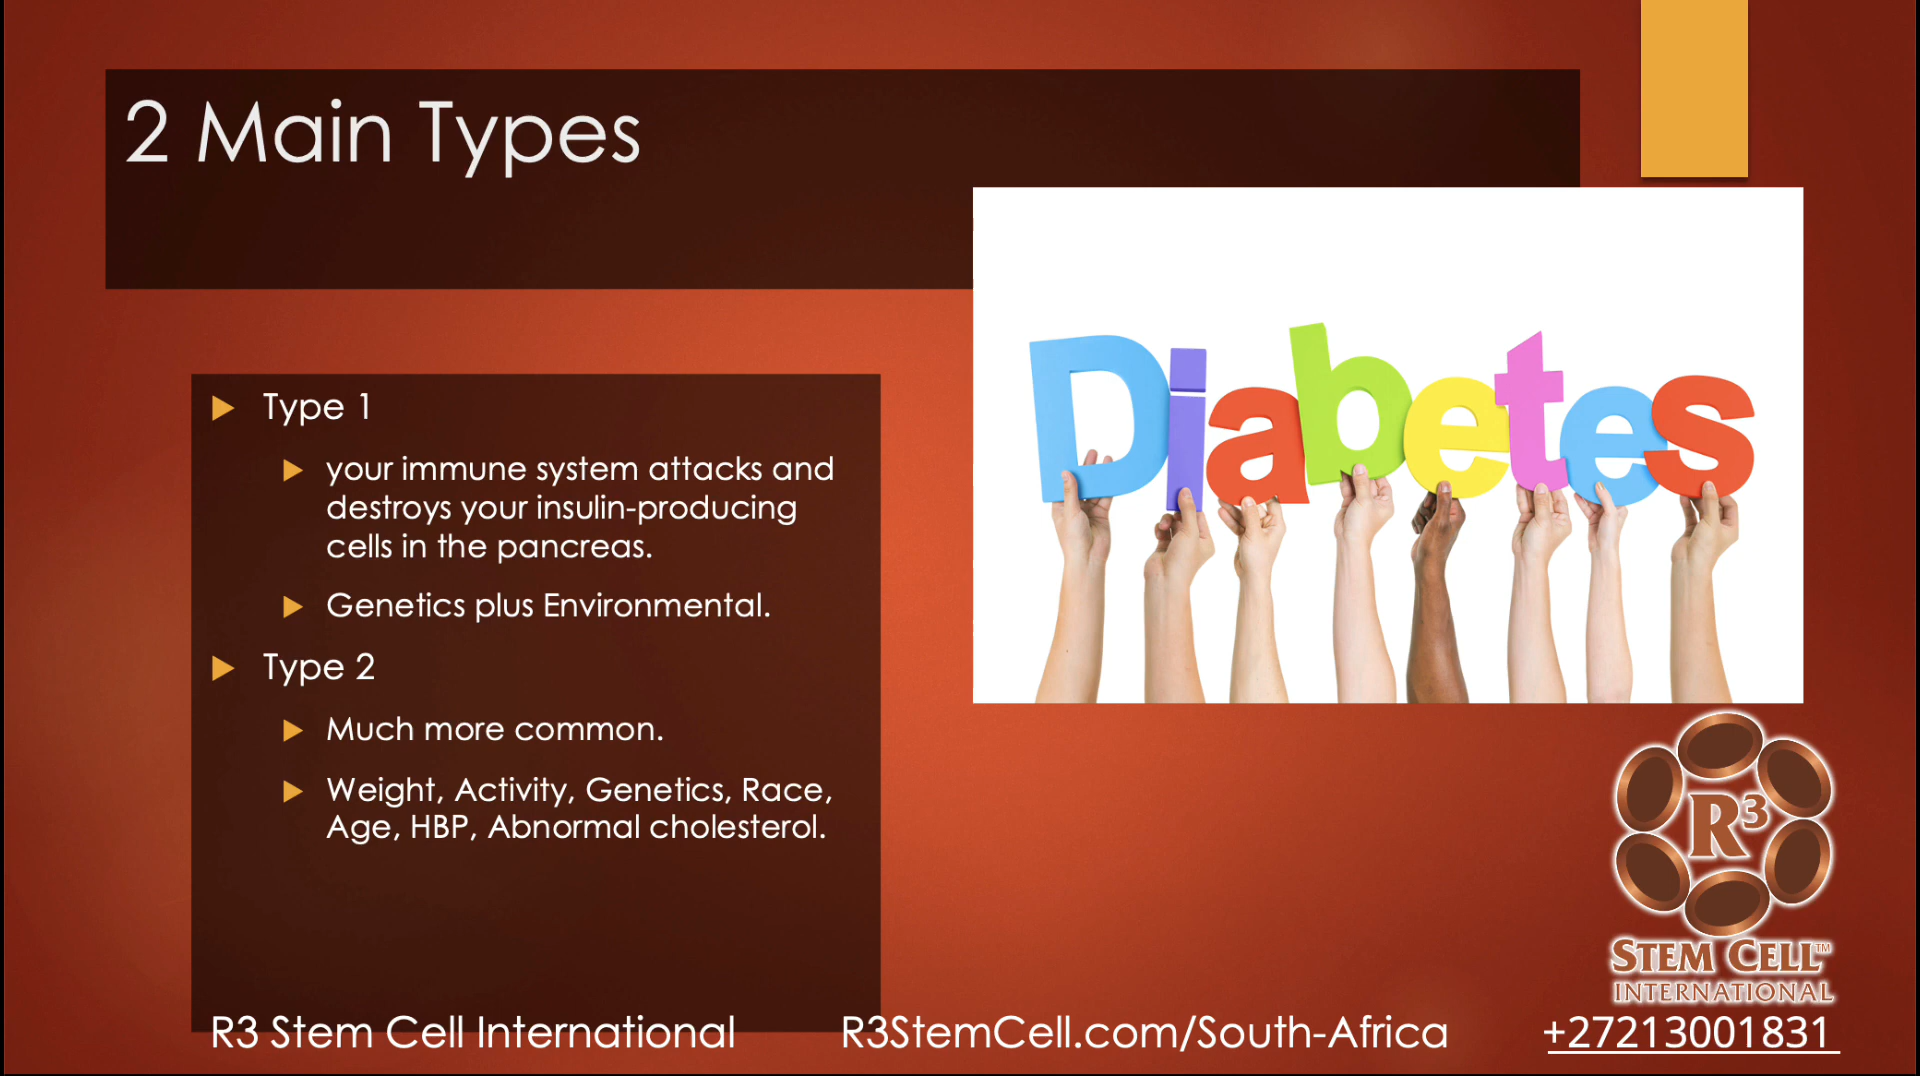 2 Main Types
Type 1
your immune system attacks and
destroys your insulin-producing
cells in the pancreas.
Genetics plus Environmental.
Type 2
Much more common.
Weight, Activity, Genetics, Race,
Age, HBP, Abnormal cholesterol.
Diabetes
R³
STEM CELL™
INTERNATIONAL
R3 Stem Cell International
R3StemCell.com/South-Africa
+27213001831